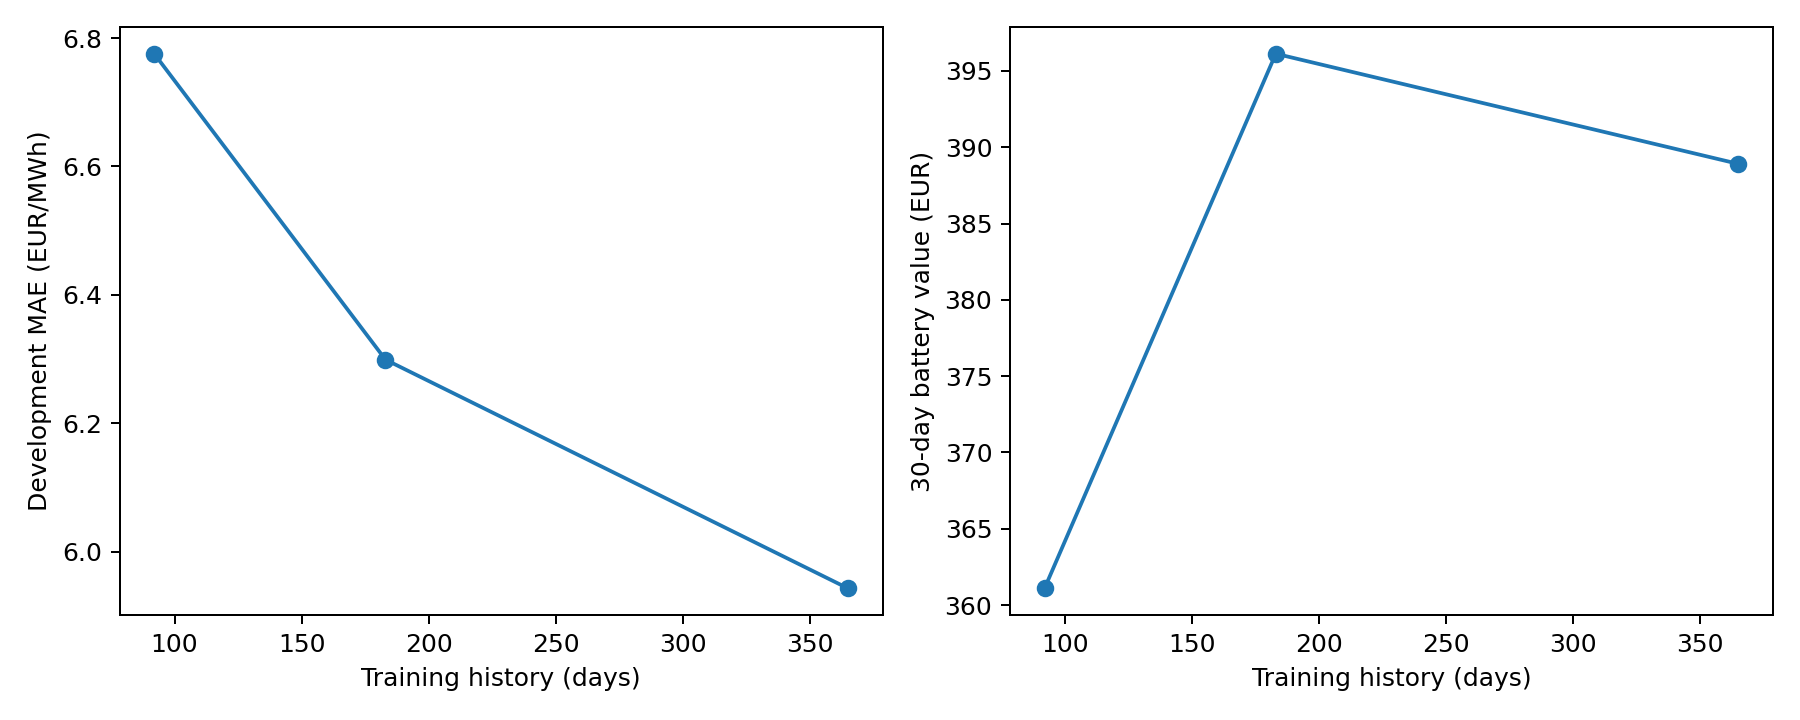 Development MAE (EUR/MWh)
6.8
6.6
6.4
6.2
6.0
100 150 200 250 300 350
Training history (days)
30-day battery value (EUR)
395
390
385
380
375
370
365
360
100 150 200 250 300 350
Training history (days)